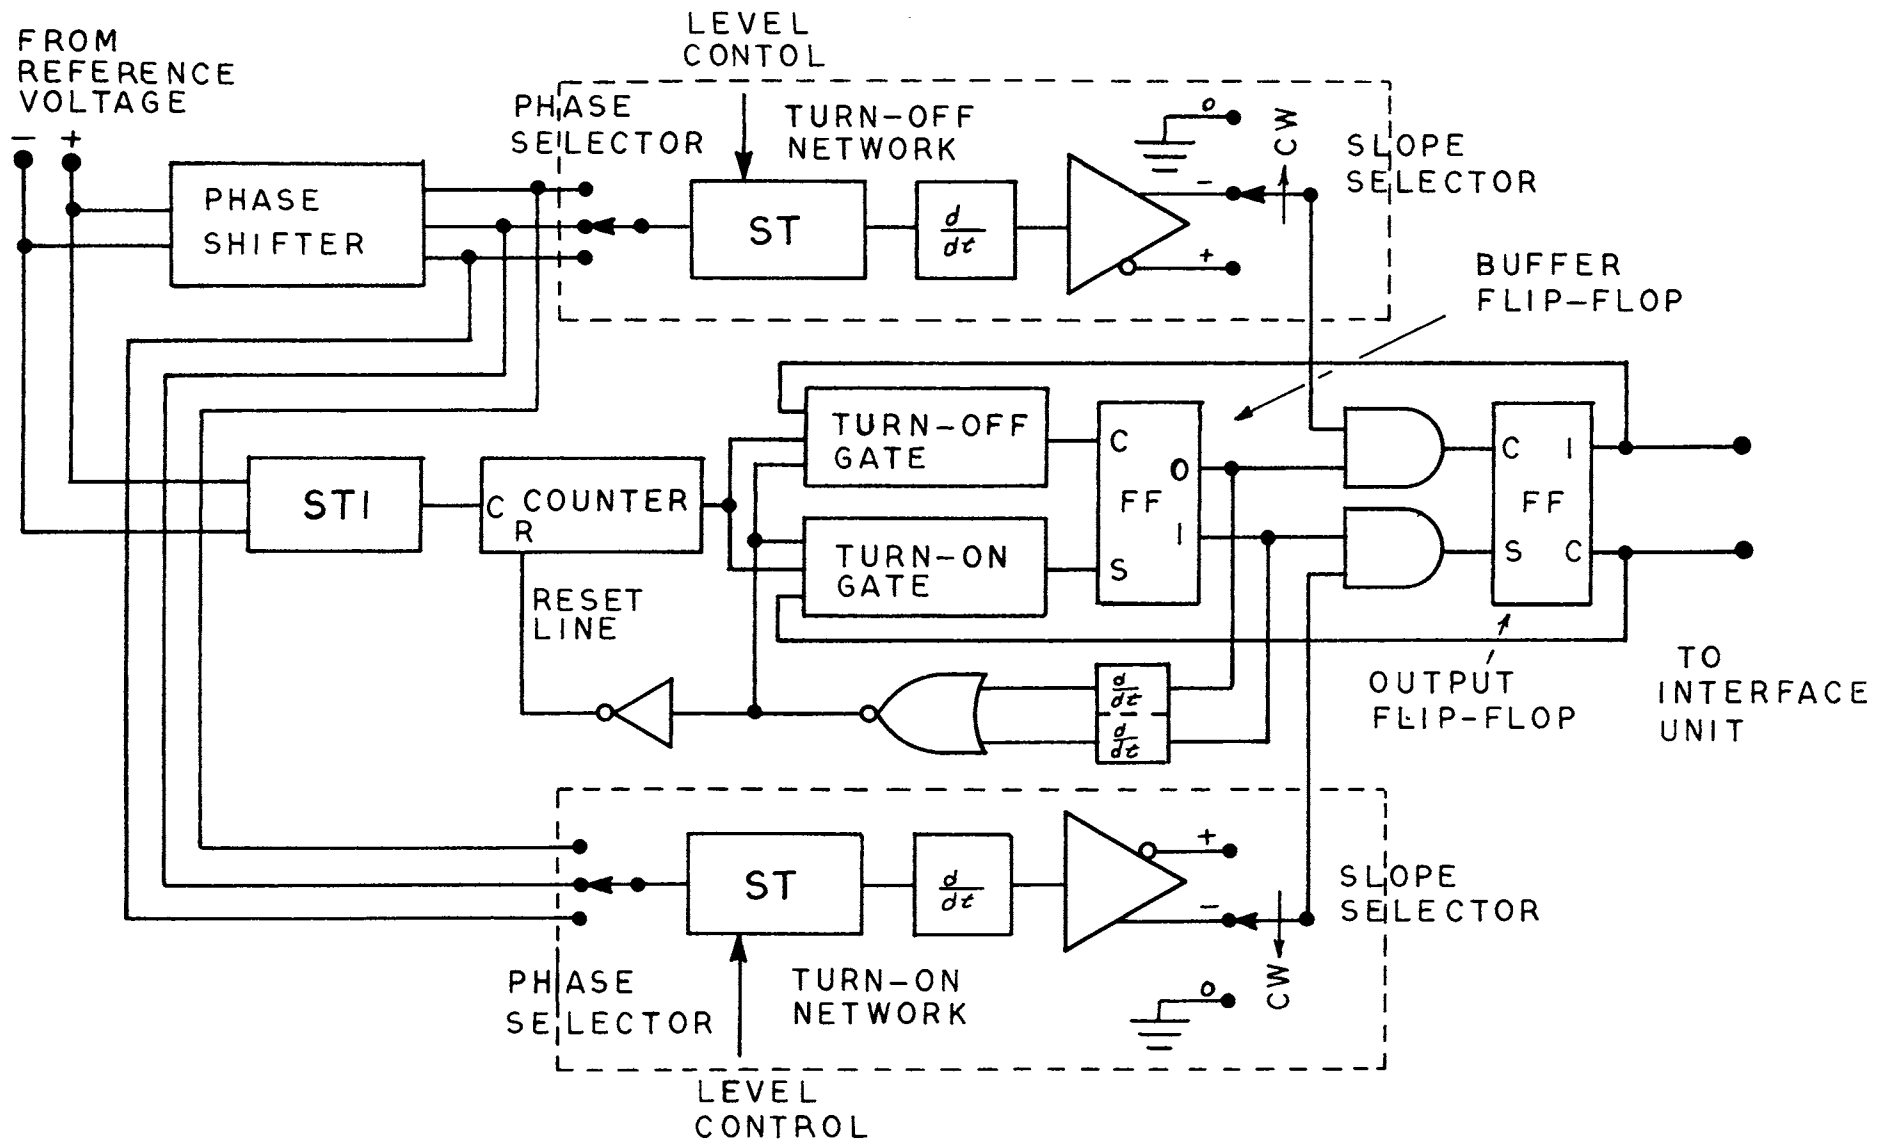 LEVEL
CONTOL
FROM
REFERENCE
VOLTAGE
− +
PHASE
SELECTOR
TURN-OFF
NETWORK
O
CW
SLOPE
SELECTOR
PHASE
SHIFTER
ST
d
dt
−
+
BUFFER
FLIP-FLOP
TURN-OFF
GATE
C
O
FF
I
S
C I
FF
S C
STI
C COUNTER
R
TURN-ON
GATE
RESET
LINE
d
dt
d
dt
OUTPUT
FLIP-FLOP
TO
INTERFACE
UNIT
ST
d
dt
+
−
SLOPE
SELECTOR
CW
O
PHASE
SELECTOR
TURN-ON
NETWORK
LEVEL
CONTROL